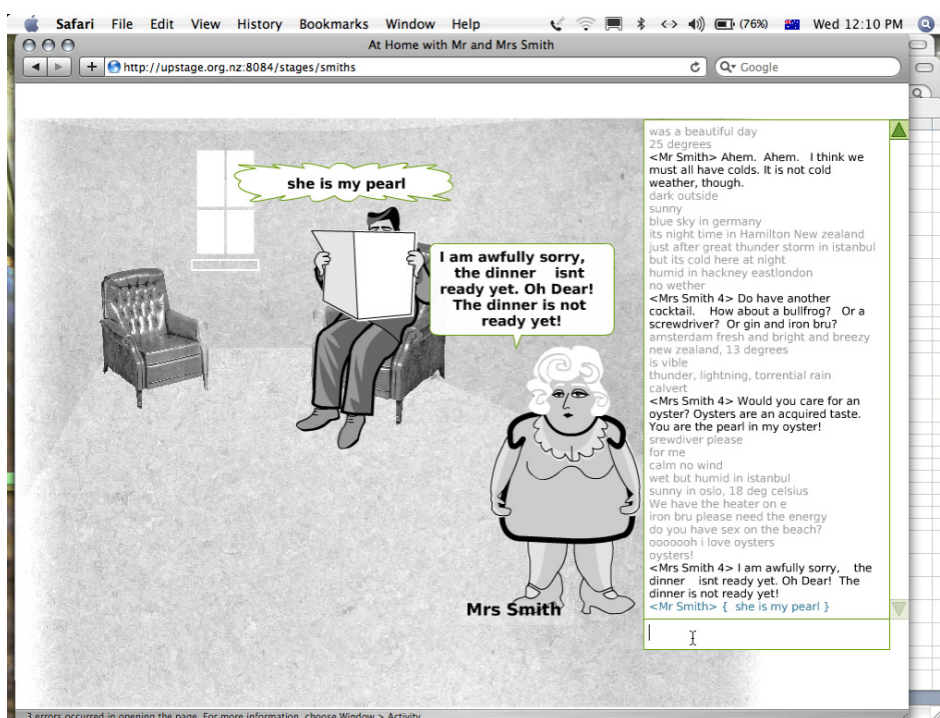 Safari File Edit View History Bookmarks Window Help (76%) Wed 12:10 PM
At Home with Mr and Mrs Smith
http://upstage.org.nz:8084/stages/smiths
Google
she is my pearl
I am awfully sorry,
the dinner isnt
ready yet. Oh Dear!
The dinner is not
ready yet!
Mrs Smith
was a beautiful day
25 degrees
<Mr Smith> Ahem. Ahem. I think we
must all have colds. It is not cold
weather, though.
dark outside
sunny
blue sky in germany
its night time in Hamilton New zealand
just after great thunder storm in istanbul
but its cold here at night
humid in hackney eastlondon
no wether
<Mrs Smith 4> Do have another
cocktail. How about a bullfrog? Or a
screwdriver? Or gin and iron bru?
amsterdam fresh and bright and breezy
new zealand, 13 degrees
is vible
thunder, lightning, torrential rain
calvert
<Mrs Smith 4> Would you care for an
oyster? Oysters are an acquired taste.
You are the pearl in my oyster!
srewdiver please
for me
calm no wind
wet but humid in istanbul
sunny in oslo, 18 deg celsius
We have the heater on e
iron bru please need the energy
do you have sex on the beach?
ooooooh i love oysters
oysters!
<Mrs Smith 4> I am awfully sorry, the
dinner isnt ready yet. Oh Dear! The
dinner is not ready yet!
<Mr Smith> { she is my pearl }
3 errors occurred in opening the page. For more information, choose Window > Activity